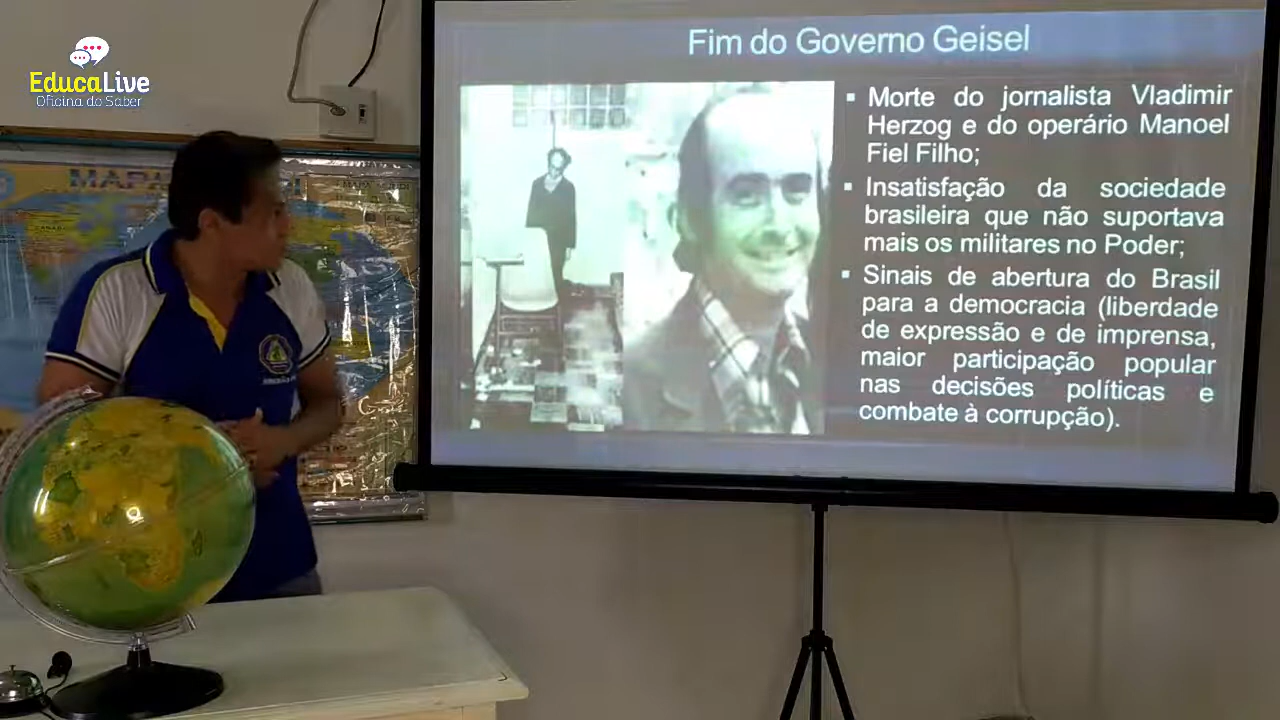 EducaLive
Oficina do Saber
MAPA
Fim do Governo Geisel
▪ Morte do jornalista Vladimir
Herzog e do operário Manoel
Fiel Filho;
▪ Insatisfação da sociedade
brasileira que não suportava
mais os militares no Poder;
▪ Sinais de abertura do Brasil
para a democracia (liberdade
de expressão e de imprensa,
maior participação popular
nas decisões políticas e
combate à corrupção).